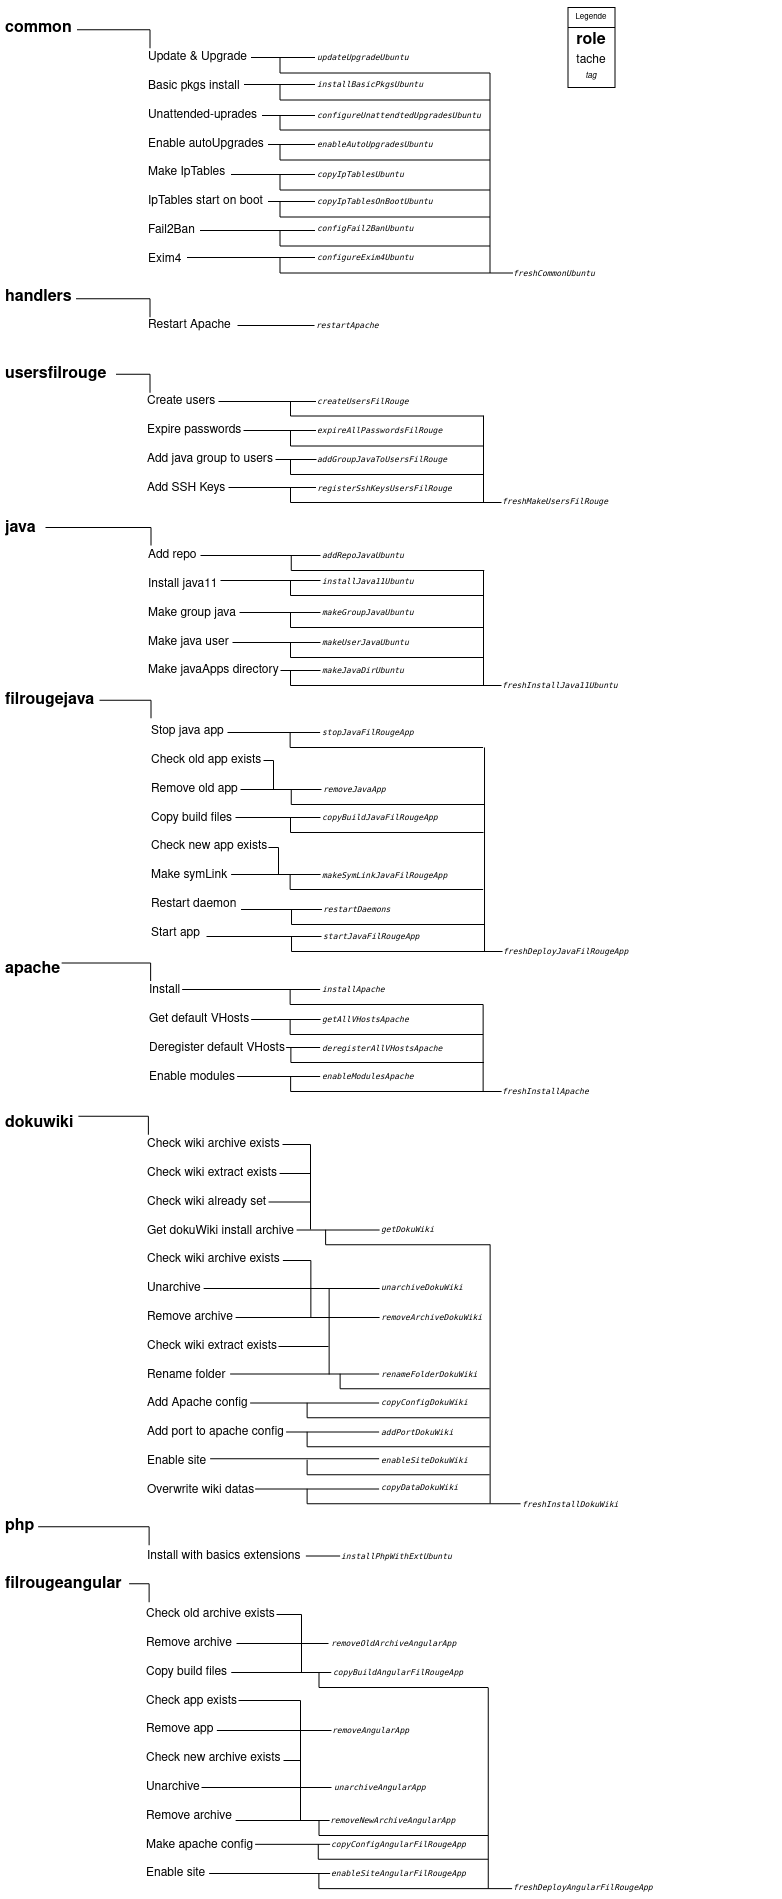 Legende
role
tache
tag
common
Update & Upgrade updateUpgradeUbuntu
Basic pkgs install installBasicPkgsUbuntu
Unattended-uprades configureUnattendtedUpgradesUbuntu
Enable autoUpgrades enableAutoUpgradesUbuntu
Make IpTables copyIpTablesUbuntu
IpTables start on boot copyIpTablesOnBootUbuntu
Fail2Ban configFail2BanUbuntu
Exim4 configureExim4Ubuntu
freshCommonUbuntu
handlers
Restart Apache restartApache
usersfilrouge
Create users createUsersFilRouge
Expire passwords expireAllPasswordsFilRouge
Add java group to users addGroupJavaToUsersFilRouge
Add SSH Keys registerSshKeysUsersFilRouge
freshMakeUsersFilRouge
java
Add repo addRepoJavaUbuntu
Install java11 installJava11Ubuntu
Make group java makeGroupJavaUbuntu
Make java user makeUserJavaUbuntu
Make javaApps directory makeJavaDirUbuntu
freshInstallJava11Ubuntu
filrougejava
Stop java app stopJavaFilRougeApp
Check old app exists
Remove old app removeJavaApp
Copy build files copyBuildJavaFilRougeApp
Check new app exists
Make symLink makeSymLinkJavaFilRougeApp
Restart daemon restartDaemons
Start app startJavaFilRougeApp
freshDeployJavaFilRougeApp
apache
Install installApache
Get default VHosts getAllVHostsApache
Deregister default VHosts deregisterAllVHostsApache
Enable modules enableModulesApache
freshInstallApache
dokuwiki
Check wiki archive exists
Check wiki extract exists
Check wiki already set
Get dokuWiki install archive getDokuWiki
Check wiki archive exists
Unarchive unarchiveDokuWiki
Remove archive removeArchiveDokuWiki
Check wiki extract exists
Rename folder renameFolderDokuWiki
Add Apache config copyConfigDokuWiki
Add port to apache config addPortDokuWiki
Enable site enableSiteDokuWiki
Overwrite wiki datas copyDataDokuWiki
freshInstallDokuWiki
php
Install with basics extensions installPhpWithExtUbuntu
filrougeangular
Check old archive exists
Remove archive removeOldArchiveAngularApp
Copy build files copyBuildAngularFilRougeApp
Check app exists
Remove app removeAngularApp
Check new archive exists
Unarchive unarchiveAngularApp
Remove archive removeNewArchiveAngularApp
Make apache config copyConfigAngularFilRougeApp
Enable site enableSiteAngularFilRougeApp
freshDeployAngularFilRougeApp